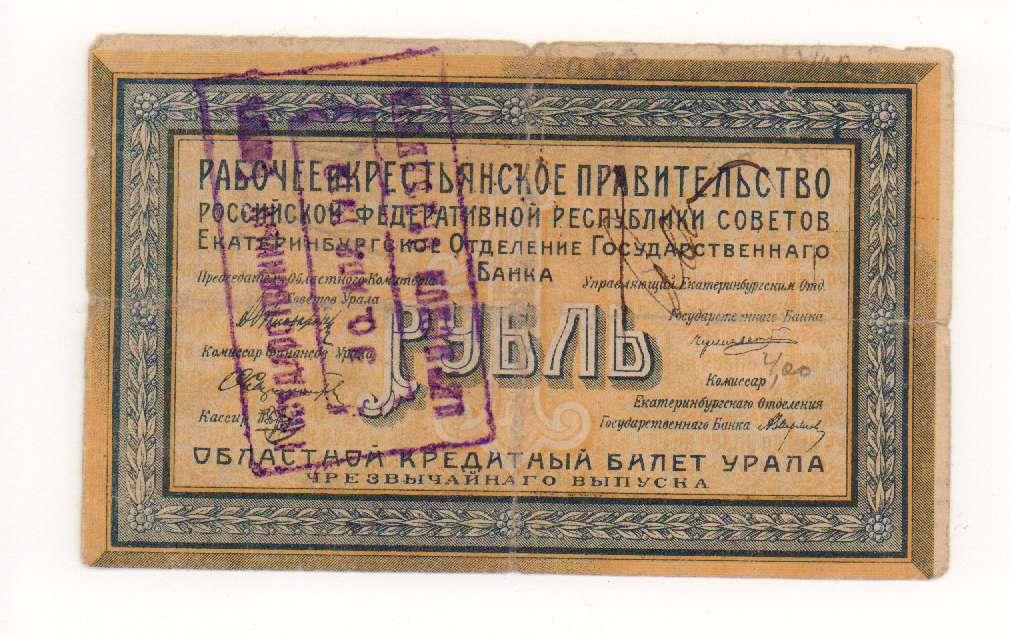 РАБОЧЕЕ И КРЕСТЬЯНСКОЕ ПРАВИТЕЛЬСТВО
РОССИЙСКОЙ ФЕДЕРАТИВНОЙ РЕСПУБЛИКИ СОВЕТОВ
ЕКАТЕРИНБУРГСКОЕ ОТДЕЛЕНИЕ ГОСУДАРСТВЕННАГО
БАНКА
Председатель Областного Комитета
Советов Урала
Комиссар Финансов Урала
Кассир
РУБЛЬ
Управляющий Екатеринбургским Отд.
Государственнаго Банка
Комиссар
Екатеринбургскаго Отделения
Государственнаго Банка
ОБЛАСТНОЙ КРЕДИТНЫЙ БИЛЕТ УРАЛА
ЧРЕЗВЫЧАЙНАГО ВЫПУСКА